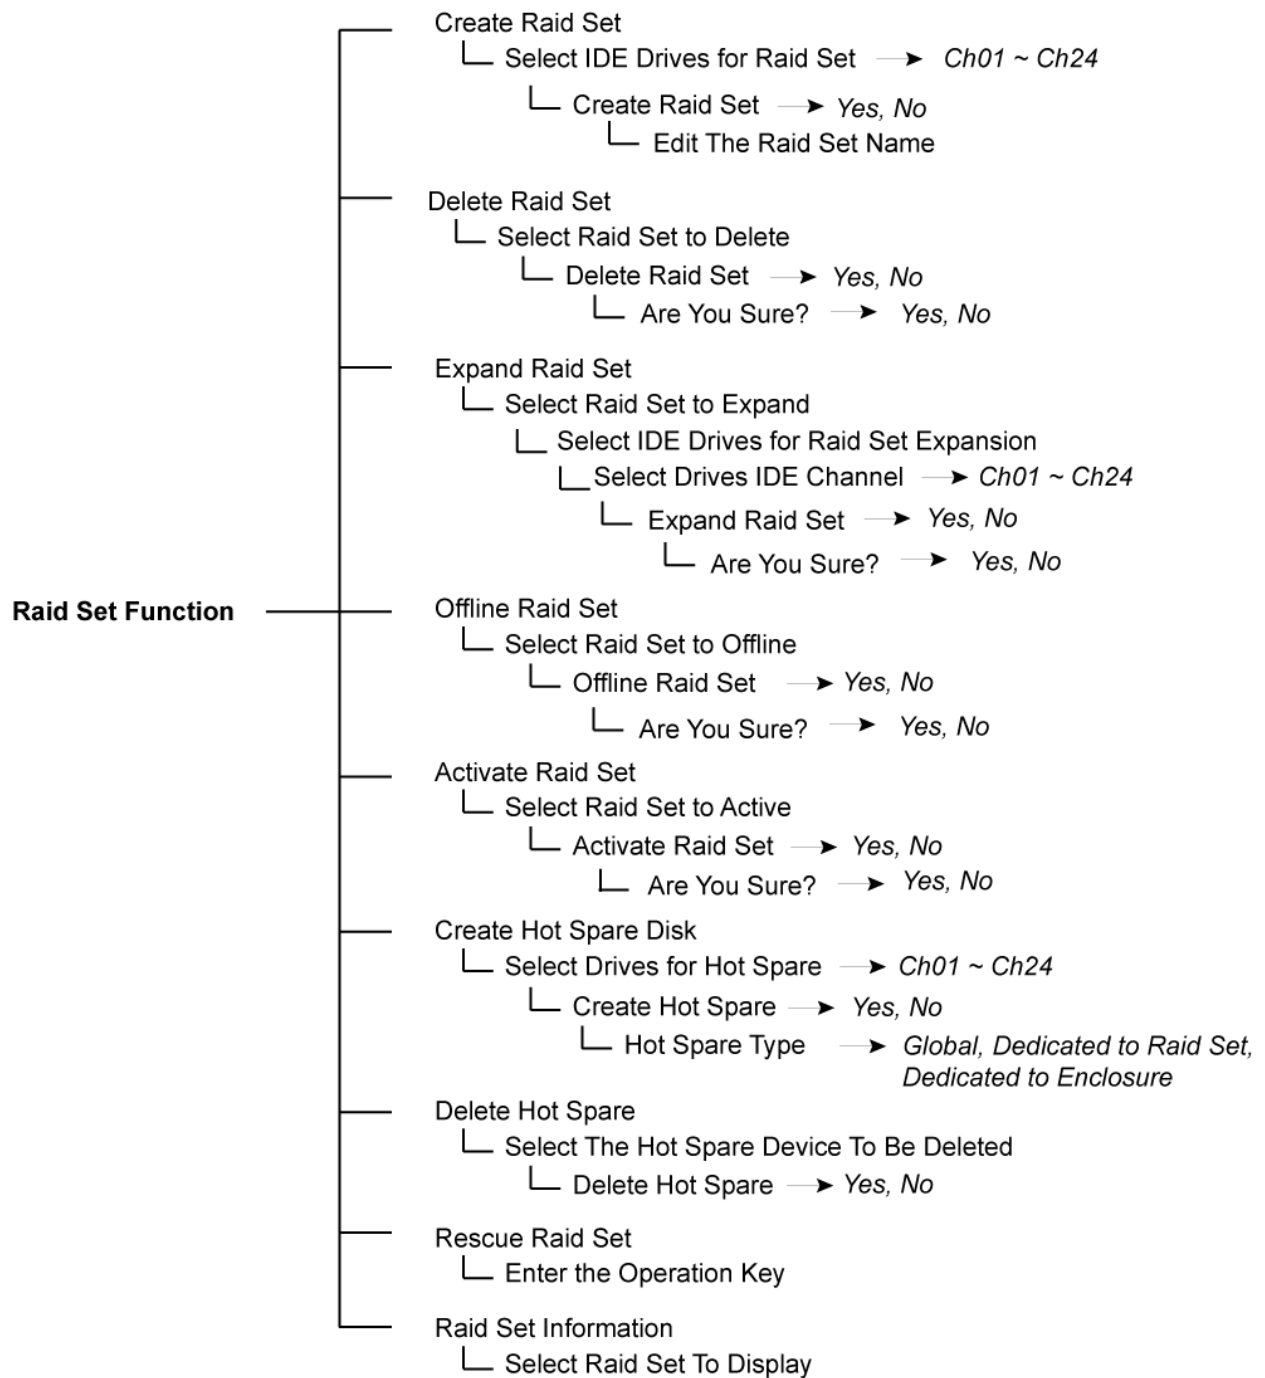 Create Raid Set
Select IDE Drives for Raid Set Ch01 ~ Ch24
Create Raid Set Yes, No
Edit The Raid Set Name
Delete Raid Set
Select Raid Set to Delete
Delete Raid Set Yes, No
Are You Sure? Yes, No
Expand Raid Set
Select Raid Set to Expand
Select IDE Drives for Raid Set Expansion
Select Drives IDE Channel Ch01 ~ Ch24
Expand Raid Set Yes, No
Are You Sure? Yes, No
Raid Set Function
Offline Raid Set
Select Raid Set to Offline
Offline Raid Set Yes, No
Are You Sure? Yes, No
Activate Raid Set
Select Raid Set to Active
Activate Raid Set Yes, No
Are You Sure? Yes, No
Create Hot Spare Disk
Select Drives for Hot Spare Ch01 ~ Ch24
Create Hot Spare Yes, No
Hot Spare Type Global, Dedicated to Raid Set,
Dedicated to Enclosure
Delete Hot Spare
Select The Hot Spare Device To Be Deleted
Delete Hot Spare Yes, No
Rescue Raid Set
Enter the Operation Key
Raid Set Information
Select Raid Set To Display